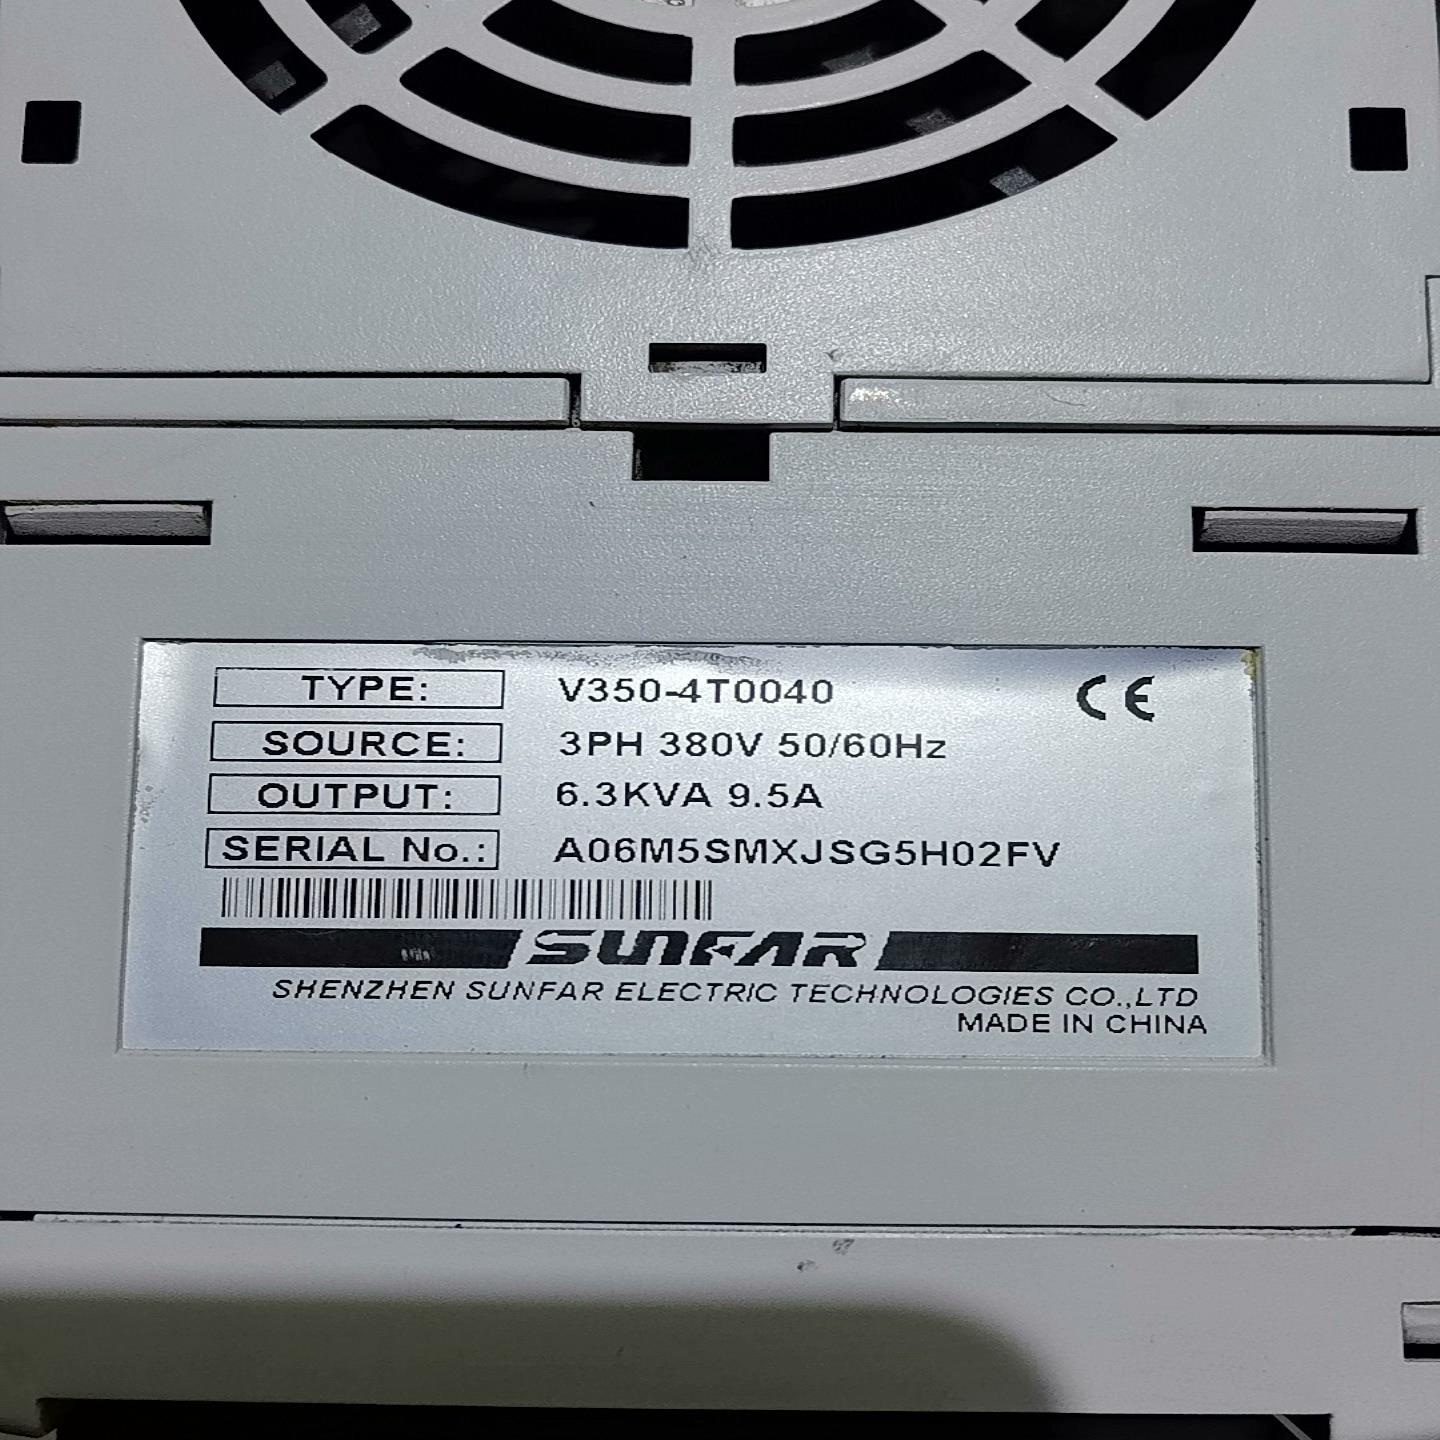 TYPE: V350-4T0040 CE
SOURCE: 3PH 380V 50/60Hz
OUTPUT: 6.3KVA 9.5A
SERIAL No.: A06M5SMXJSG5H02FV
SUNFAR
SHENZHEN SUNFAR ELECTRIC TECHNOLOGIES CO.,LTD
MADE IN CHINA